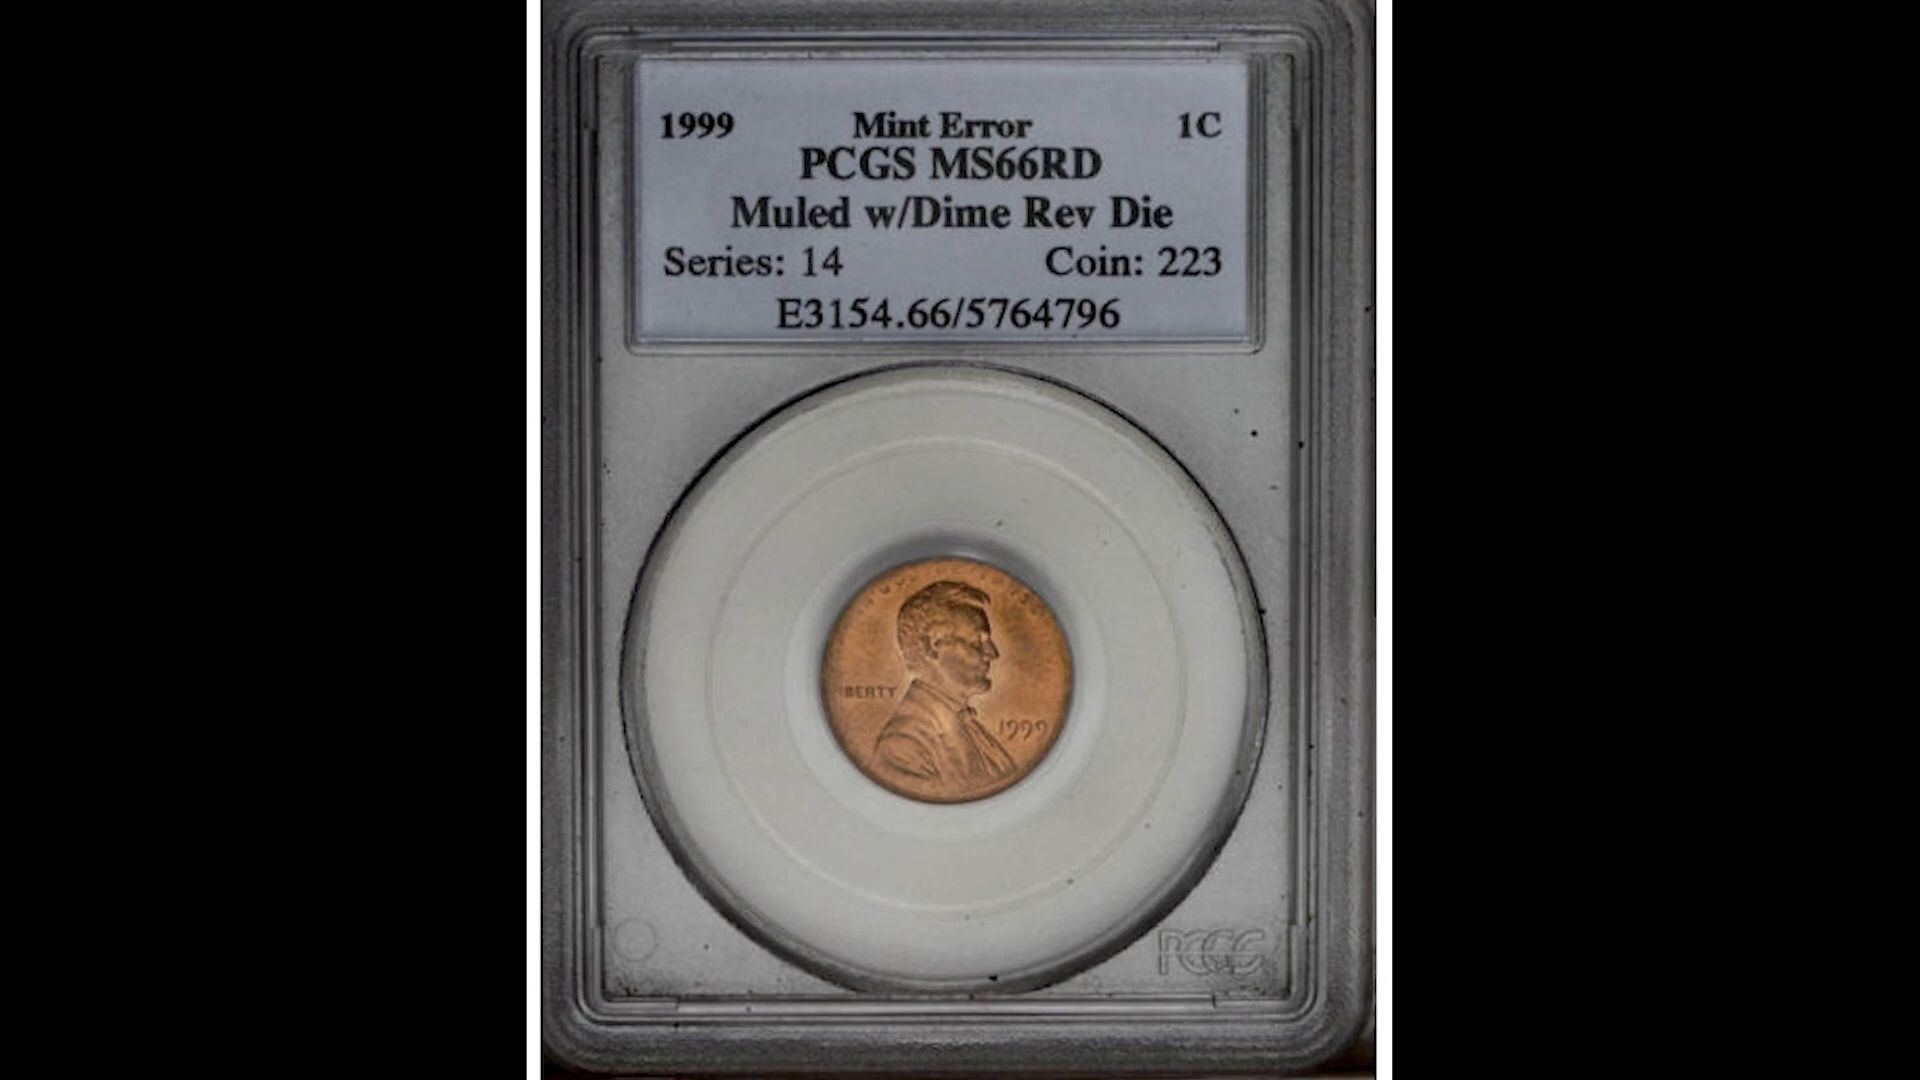 1999 Mint Error 1C
PCGS MS66RD
Muled w/Dime Rev Die
Series: 14 Coin: 223
E3154.66/5764796
BERTY
1999
PCGS